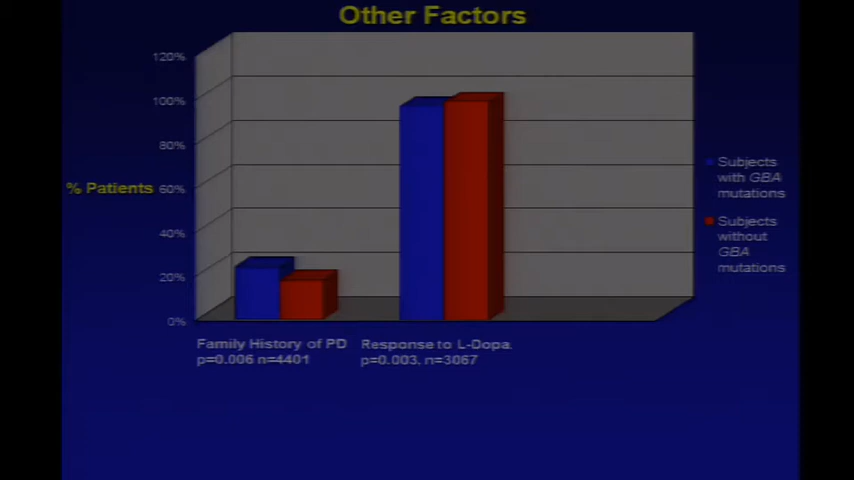 Other Factors
120%
100%
80%
% Patients 60%
40%
20%
0%
Subjects
with GBA
mutations
Subjects
without
GBA
mutations
Family History of PD
p=0.006 n=4401
Response to L-Dopa.
p=0.003. n=3067